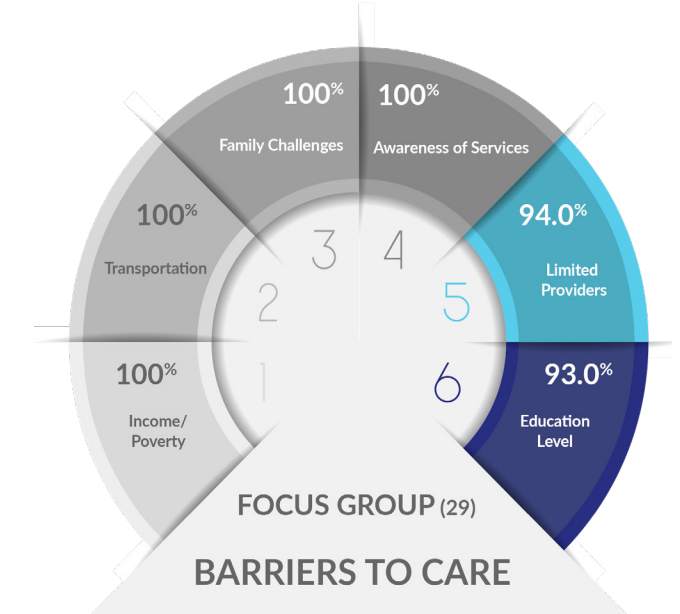 100%
Family Challenges
100%
Awareness of Services
100%
Transportation
94.0%
Limited
Providers
3
4
2
5
100%
Income/
Poverty
1
6
93.0%
Education
Level
FOCUS GROUP (29)
BARRIERS TO CARE